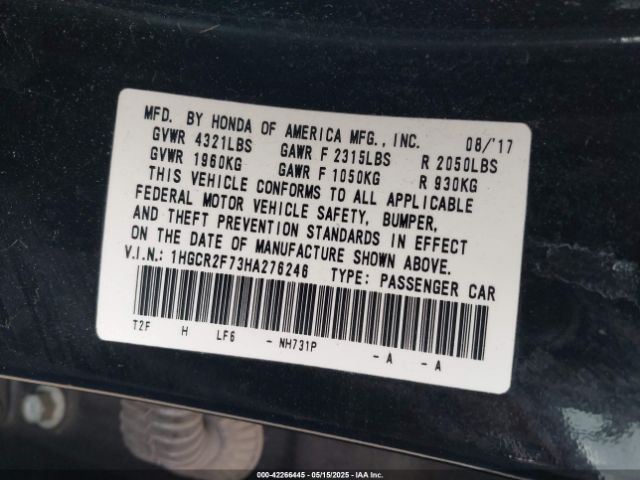 MFD. BY HONDA OF AMERICA MFG., INC. 08/'17
GVWR 4321LBS GAWR F 2315LBS R 2050LBS
GVWR 1960KG GAWR F 1050KG R 930KG
THIS VEHICLE CONFORMS TO ALL APPLICABLE
FEDERAL MOTOR VEHICLE SAFETY, BUMPER,
AND THEFT PREVENTION STANDARDS IN EFFECT
ON THE DATE OF MANUFACTURE SHOWN ABOVE.
V.I.N.: 1HGCR2F73HA276246 TYPE: PASSENGER CAR
T2F H LF6 - NH731P - A - A
000-42266445 - 05/15/2025 - IAA Inc.